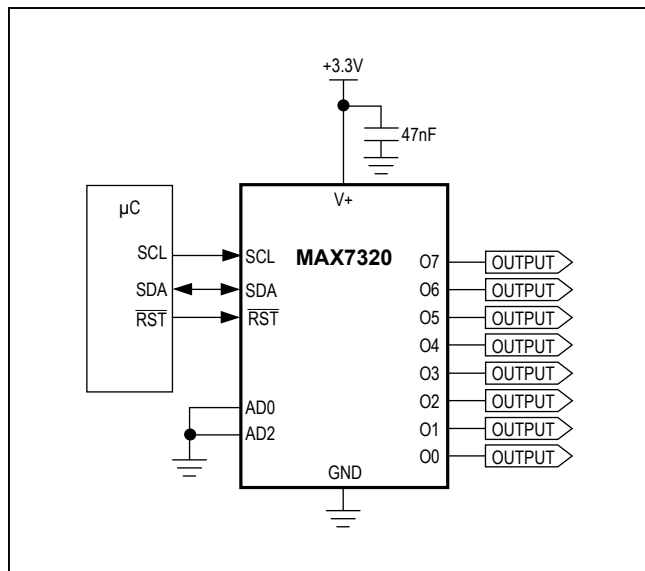 +3.3V
47nF
µC
V+
MAX7320
SCL
SCL
SDA
SDA
RST
RST
AD0
AD2
O7 OUTPUT
O6 OUTPUT
O5 OUTPUT
O4 OUTPUT
O3 OUTPUT
O2 OUTPUT
O1 OUTPUT
O0 OUTPUT
GND